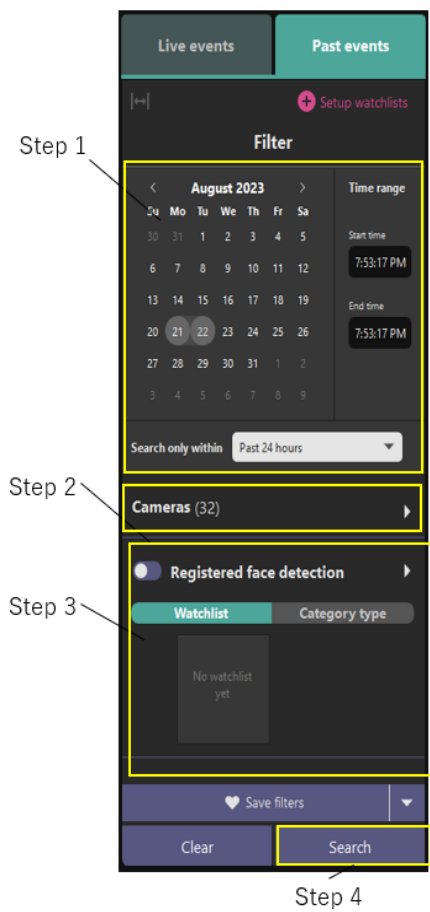 Live events Past events
Setup watchlists
Step 1
Filter
August 2023 Time range
Su Mo Tu We Th Fr Sa
30 31 1 2 3 4 5 Start time
6 7 8 9 10 11 12 7:53:17 PM
13 14 15 16 17 18 19 End time
20 21 22 23 24 25 26 7:53:17 PM
27 28 29 30 31 1 2
3 4 5 6 7 8 9
Search only within Past 24 hours
Step 2
Cameras (32)
Registered face detection
Step 3
Watchlist Category type
No watchlist
yet
Save filters
Clear Search
Step 4